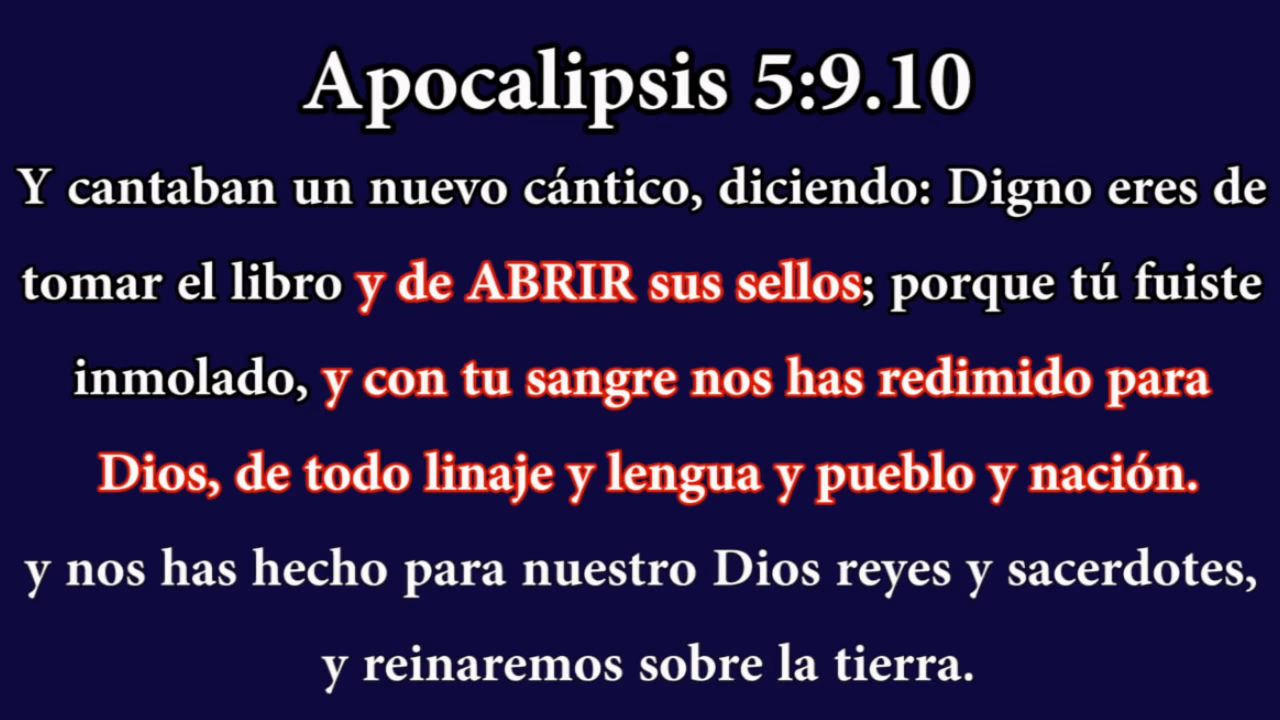 Apocalipsis 5:9.10
Y cantaban un nuevo cántico, diciendo: Digno eres de
tomar el libro y de ABRIR sus sellos; porque tú fuiste
inmolado, y con tu sangre nos has redimido para
Dios, de todo linaje y lengua y pueblo y nación.
y nos has hecho para nuestro Dios reyes y sacerdotes,
y reinaremos sobre la tierra.